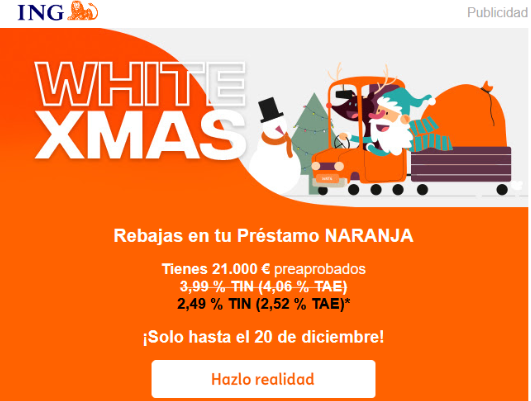 ING
Publicidad
WHITE
XMAS
Rebajas en tu Préstamo NARANJA
Tienes 21.000 € preaprobados
3,99 % TIN (4,06 % TAE)
2,49 % TIN (2,52 % TAE)*
¡Solo hasta el 20 de diciembre!
Hazlo realidad